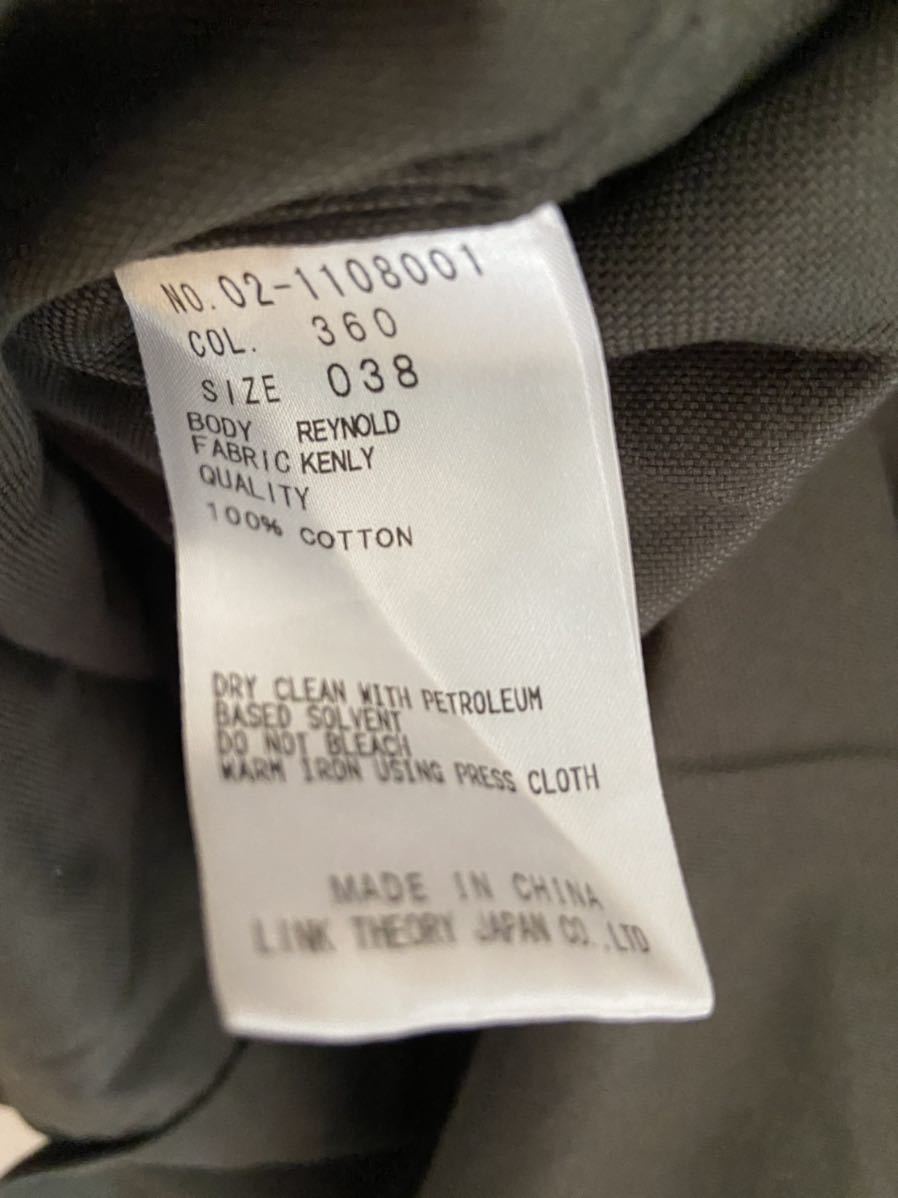 NO. 02-1108001
COL. 360
SIZE 038
BODY REYNOLD
FABRIC KENLY
QUALITY
100% COTTON
DRY CLEAN WITH PETROLEUM
BASED SOLVENT
DO NOT BLEACH
WARM IRON USING PRESS CLOTH
MADE IN CHINA
LINK THEORY JAPAN CO.,LTD